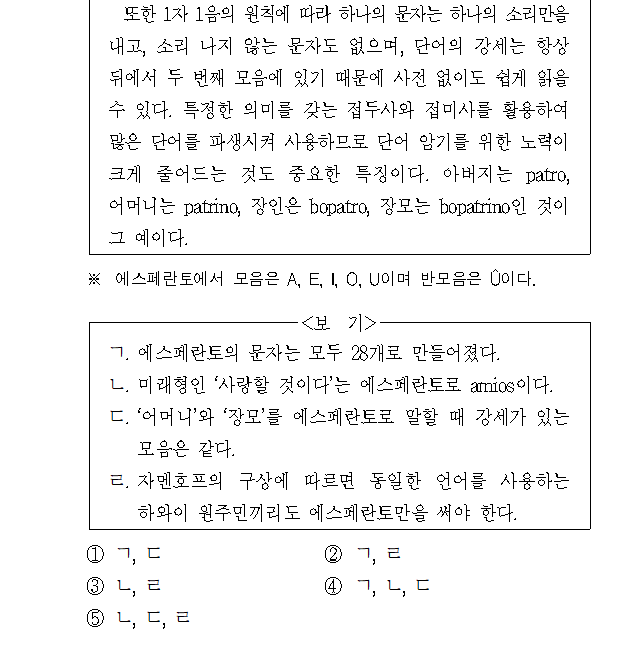 또한 1자 1음의 원칙에 따라 하나의 문자는 하나의 소리만을
내고, 소리 나지 않는 문자도 없으며, 단어의 강세는 항상
뒤에서 두 번째 모음에 있기 때문에 사전 없이도 쉽게 읽을
수 있다. 특정한 의미를 갖는 접두사와 접미사를 활용하여
많은 단어를 파생시켜 사용하므로 단어 암기를 위한 노력이
크게 줄어드는 것도 중요한 특징이다. 아버지는 patro,
어머니는 patrino, 장인은 bopatro, 장모는 bopatrino인 것이
그 예이다.
※ 에스페란토에서 모음은 A, E, I, O, U이며 반모음은 Û이다.
<보 기>
ㄱ. 에스페란토의 문자는 모두 28개로 만들어졌다.
ㄴ. 미래형인 '사랑할 것이다'는 에스페란토로 amios이다.
ㄷ. '어머니'와 '장모'를 에스페란토로 말할 때 강세가 있는
모음은 같다.
ㄹ. 자멘호프의 구상에 따르면 동일한 언어를 사용하는
하와이 원주민끼리도 에스페란토만을 써야 한다.
① ㄱ, ㄷ ② ㄱ, ㄹ
③ ㄴ, ㄹ ④ ㄱ, ㄴ, ㄷ
⑤ ㄴ, ㄷ, ㄹ